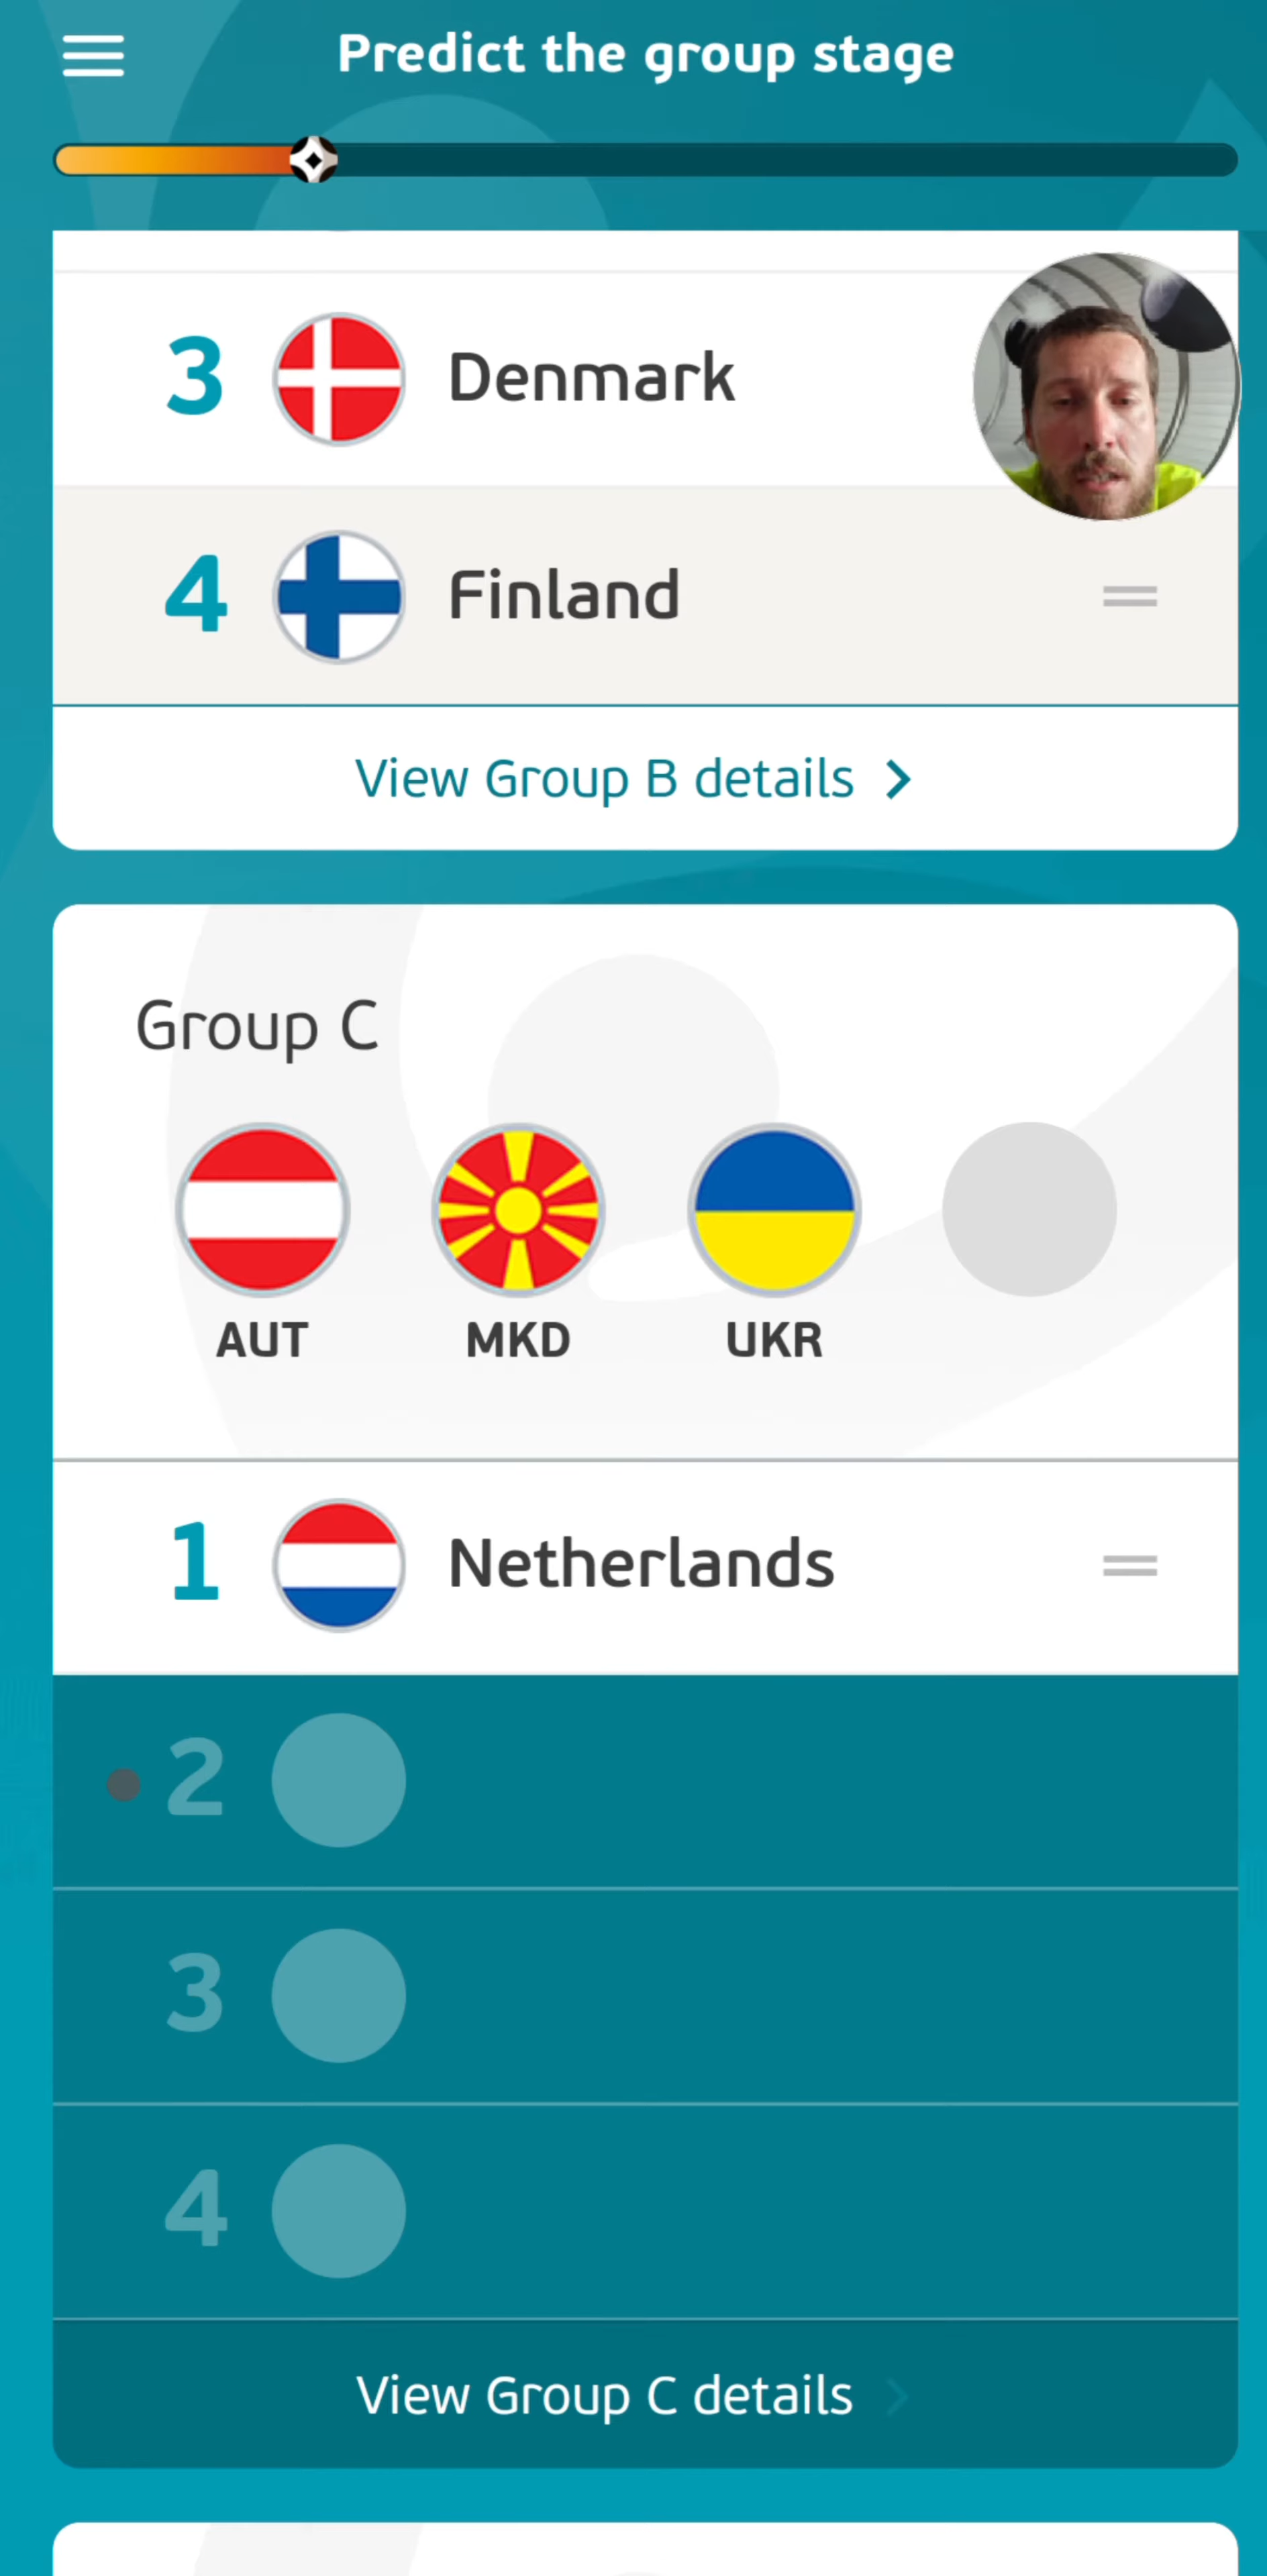 Predict the group stage
3 Denmark
4 Finland
View Group B details
Group C
AUT MKD UKR
1 Netherlands
2
3
4
View Group C details